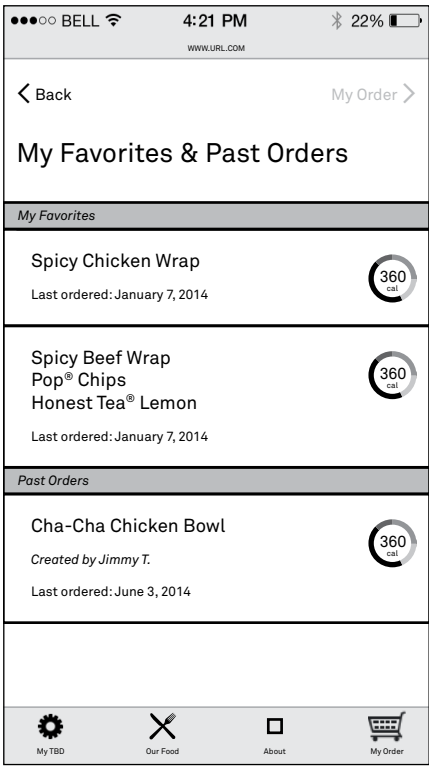 BELL 4:21 PM 22%
WWW.URL.COM
Back My Order
My Favorites & Past Orders
My Favorites
Spicy Chicken Wrap
360
cal
Last ordered: January 7, 2014
Spicy Beef Wrap
Pop® Chips
Honest Tea® Lemon
360
cal
Last ordered: January 7, 2014
Past Orders
Cha-Cha Chicken Bowl
360
cal
Created by Jimmy T.
Last ordered: June 3, 2014
My TBD Our Food About My Order